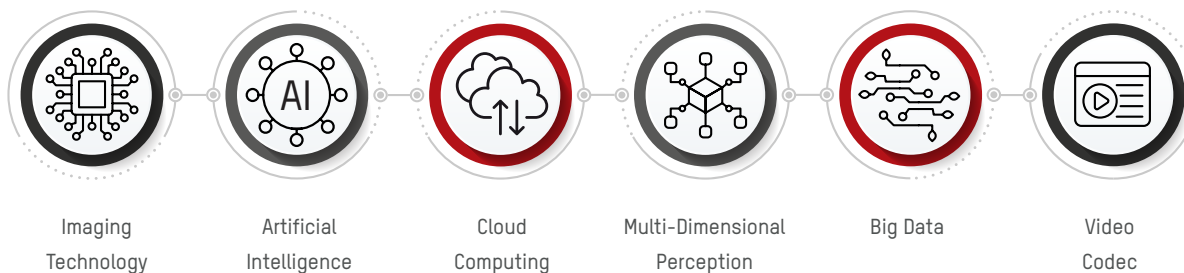 AI
Imaging
Technology
Artificial
Intelligence
Cloud
Computing
Multi-Dimensional
Perception
Big Data
Video
Codec